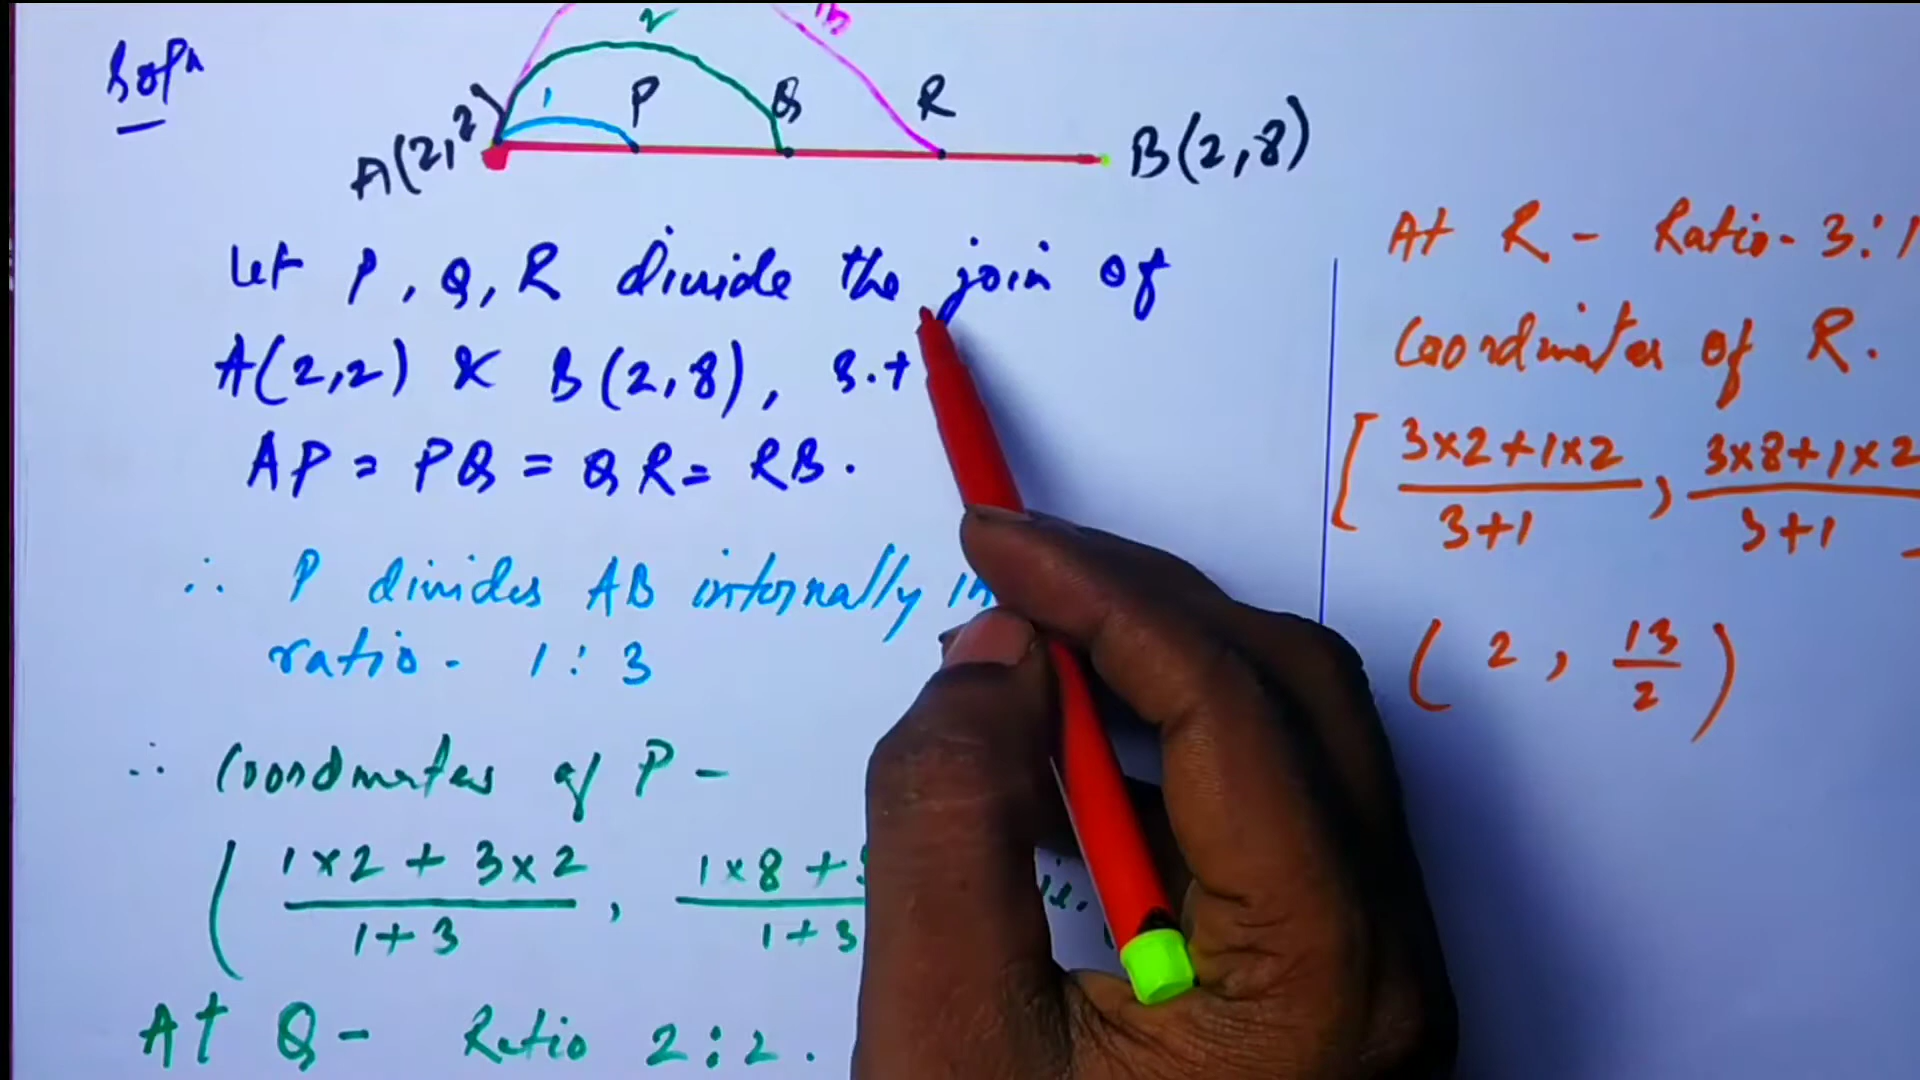 Soln
2 3
1 P Q R
A(2,2) B(2,8)
Let P, Q, R divide the join of
A(2,2) & B(2,8), s.t
AP = PQ = QR = RB.
∴ P divides AB internally in
ratio - 1 : 3
∴ Coordinates of P -
( 1×2 + 3×2 / 1+3 , 1×8 + / 1+3
At Q - Ratio 2 : 2 .
At R - Ratio - 3 : 1
Coordinates of R .
[ 3×2+1×2 / 3+1 , 3×8+1×2 / 3+1
( 2 , 13/2 )